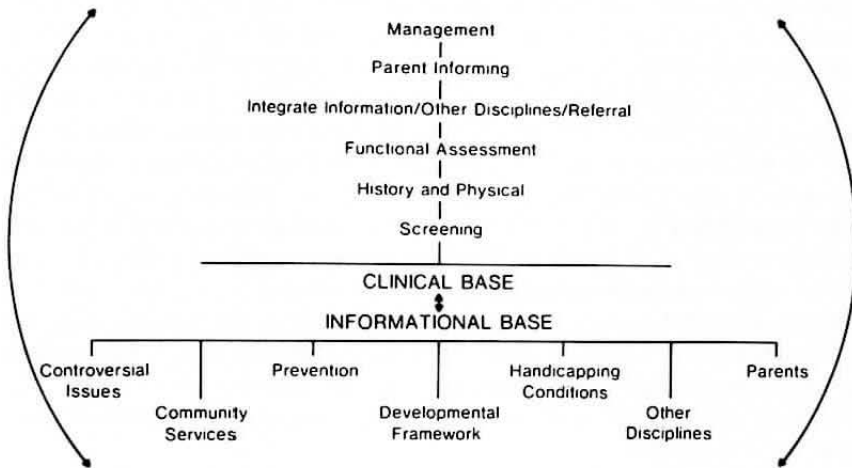 Management
Parent Informing
Integrate Information/Other Disciplines/Referral
Functional Assessment
History and Physical
Screening
CLINICAL BASE
INFORMATIONAL BASE
Controversial
Issues
Community
Services
Prevention
Developmental
Framework
Handicapping
Conditions
Other
Disciplines
Parents